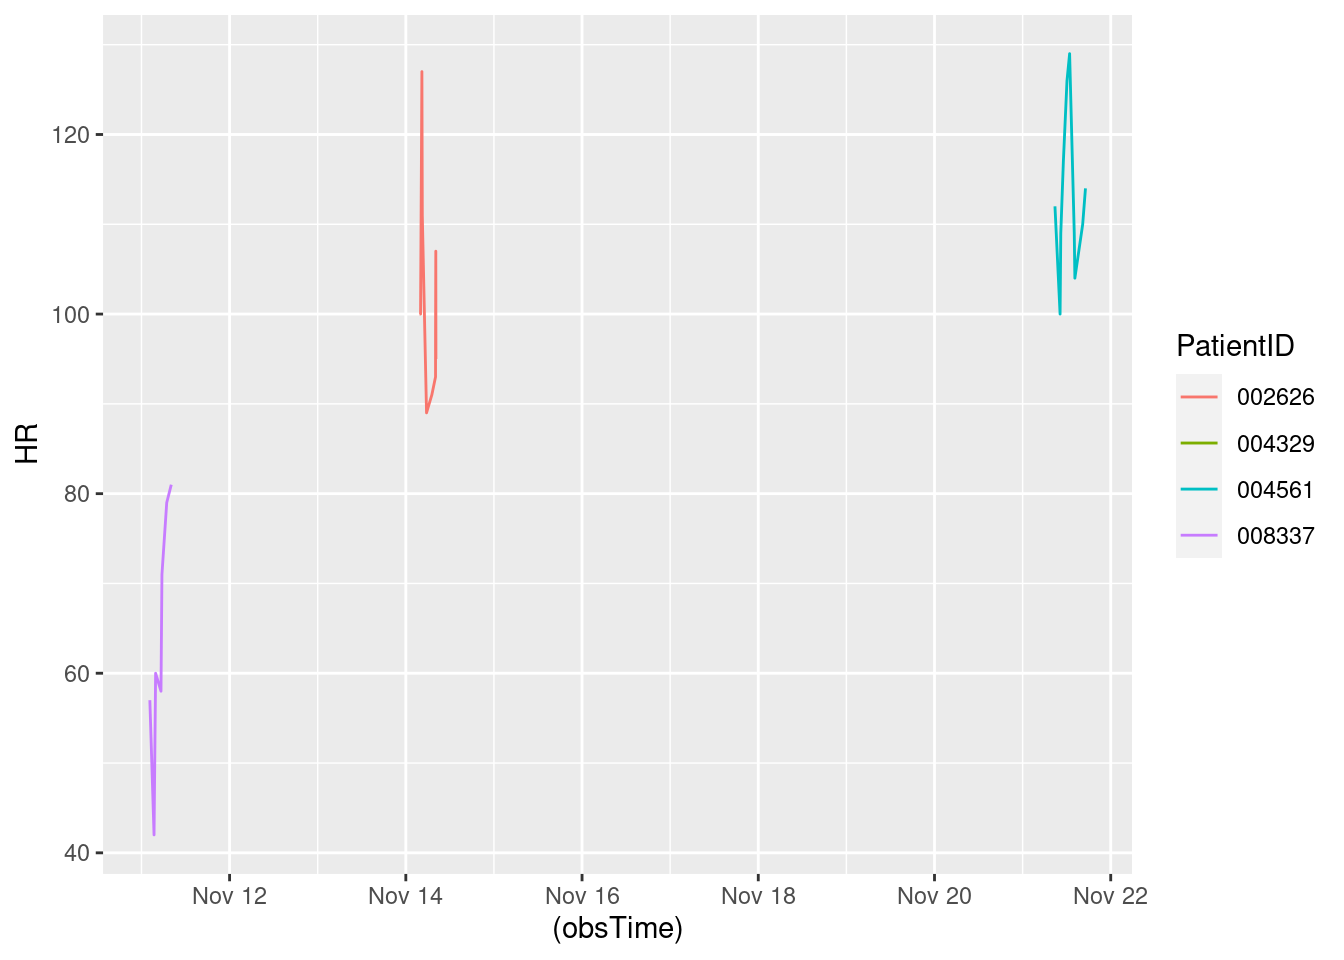 HR
120
100
80
60
40
Nov 12
Nov 14
Nov 16
Nov 18
Nov 20
Nov 22
(obsTime)
PatientID
002626
004329
004561
008337